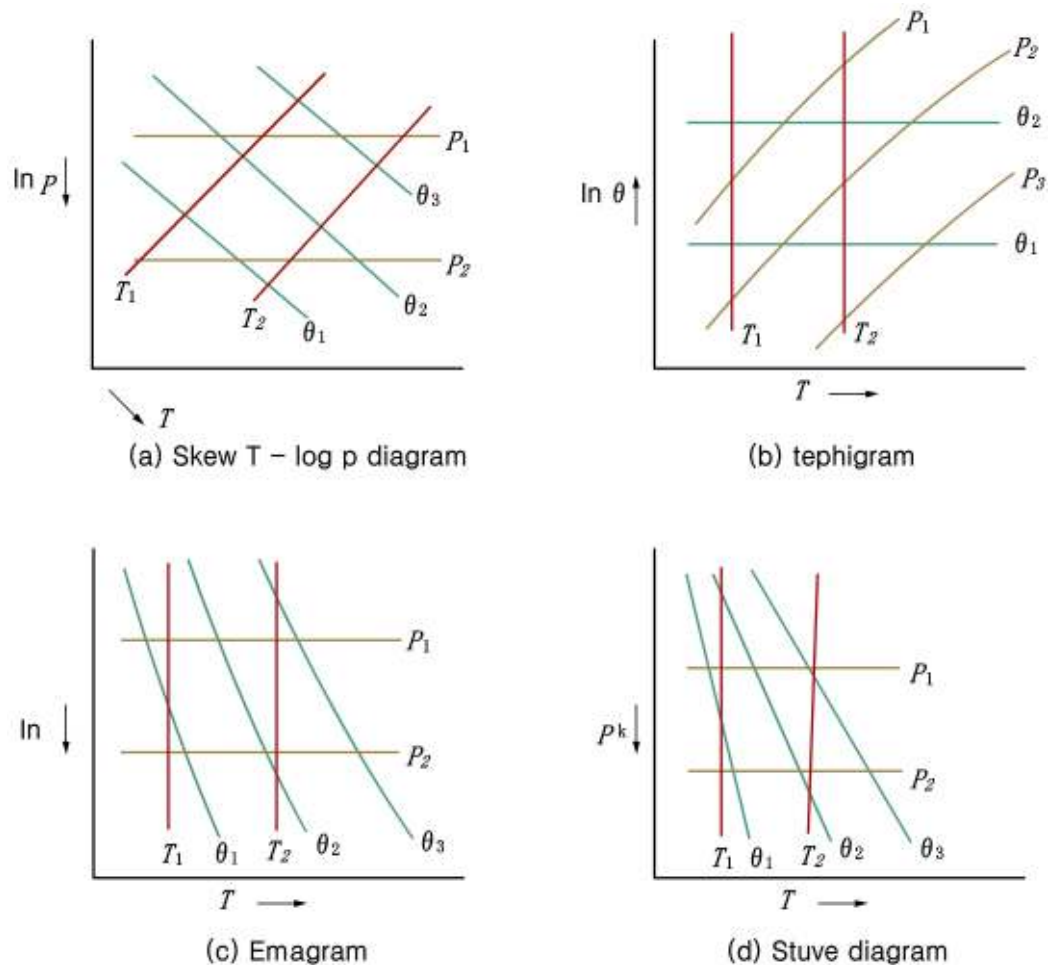 P₁
ln P
θ₃
P₂
T₁
T₂
θ₂
θ₁
T
(a) Skew T - log p diagram
P₁
P₂
θ₂
ln θ
P₃
θ₁
T₁
T₂
T
(b) tephigram
P₁
ln
P₂
T₁
θ₁
T₂
θ₂
θ₃
T
(c) Emagram
P₁
Pᵏ
P₂
T₁
θ₁
T₂
θ₂
θ₃
T
(d) Stuve diagram